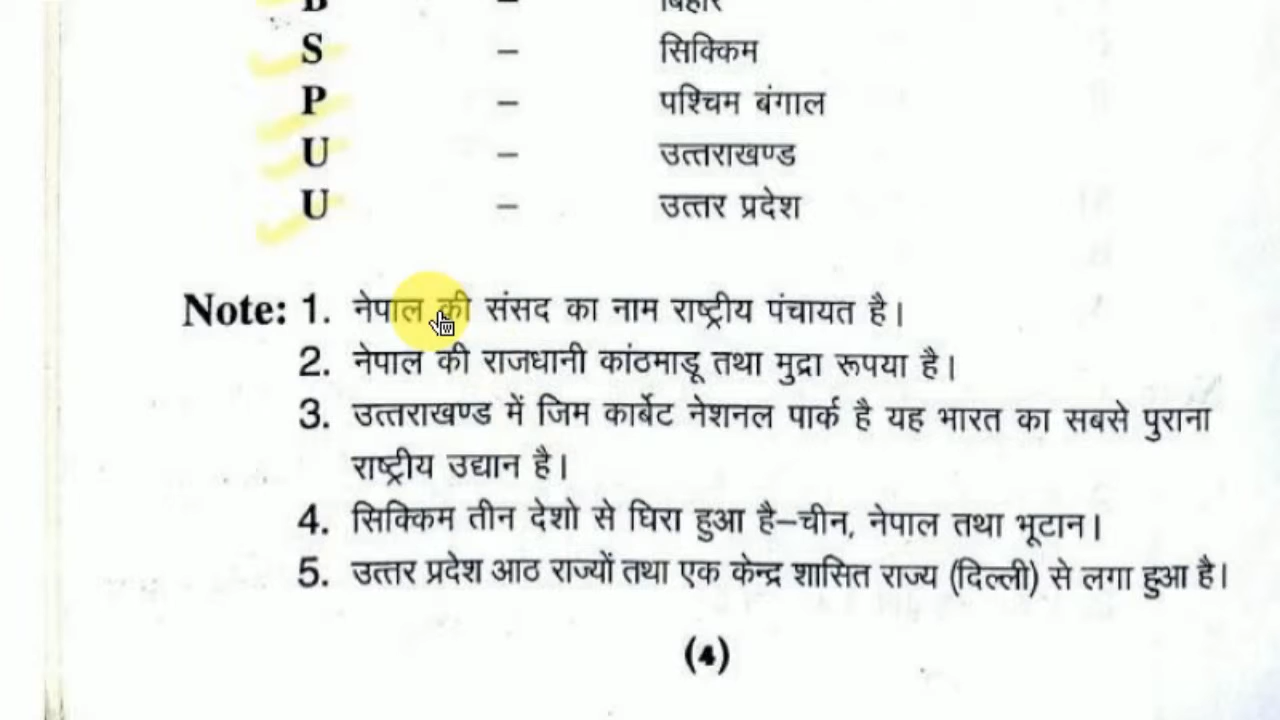 B – बिहार
S – सिक्किम
P – पश्चिम बंगाल
U – उत्तराखण्ड
U – उत्तर प्रदेश
Note: 1. नेपाल की संसद का नाम राष्ट्रीय पंचायत है।
2. नेपाल की राजधानी कांठमाडू तथा मुद्रा रूपया है।
3. उत्तराखण्ड में जिम कार्बेट नेशनल पार्क है यह भारत का सबसे पुराना
राष्ट्रीय उद्यान है।
4. सिक्किम तीन देशो से घिरा हुआ है–चीन, नेपाल तथा भूटान।
5. उत्तर प्रदेश आठ राज्यों तथा एक केन्द्र शासित राज्य (दिल्ली) से लगा हुआ है।
(4)